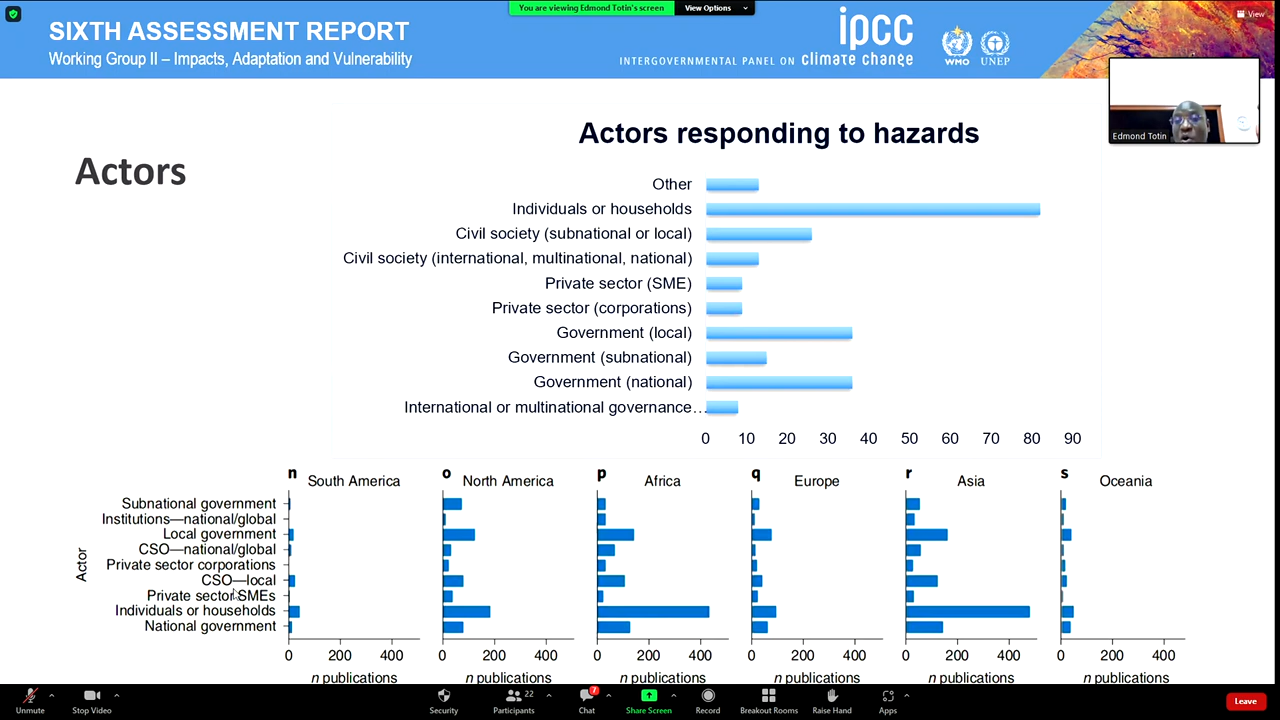 You are viewing Edmond Totin's screen
View Options
View
SIXTH ASSESSMENT REPORT
Working Group II – Impacts, Adaptation and Vulnerability
ipcc
INTERGOVERNMENTAL PANEL ON climate change
WMO
UNEP
Edmond Totin
Actors
Actors responding to hazards
Other
Individuals or households
Civil society (subnational or local)
Civil society (international, multinational, national)
Private sector (SME)
Private sector (corporations)
Government (local)
Government (subnational)
Government (national)
International or multinational governance…
0 10 20 30 40 50 60 70 80 90
n South America
o North America
p Africa
q Europe
r Asia
s Oceania
Actor
Subnational government
Institutions—national/global
Local government
CSO—national/global
Private sector corporations
CSO—local
Private sector SMEs
Individuals or households
National government
0 200 400 0 200 400 0 200 400 0 200 400 0 200 400 0 200 400
n publications n publications n publications n publications n publications n publications
Unmute
Stop Video
Security
Participants 22
Chat 7
Share Screen
Record
Breakout Rooms
Raise Hand
Apps
Leave